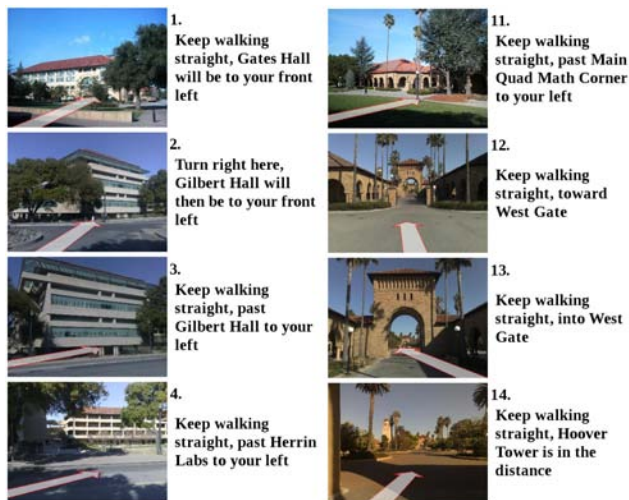 1.
Keep walking
straight, Gates Hall
will be to your front
left
2.
Turn right here,
Gilbert Hall will
then be to your front
left
3.
Keep walking
straight, past
Gilbert Hall to your
left
4.
Keep walking
straight, past Herrin
Labs to your left
11.
Keep walking
straight, past Main
Quad Math Corner
to your left
12.
Keep walking
straight, toward
West Gate
13.
Keep walking
straight, into West
Gate
14.
Keep walking
straight, Hoover
Tower is in the
distance